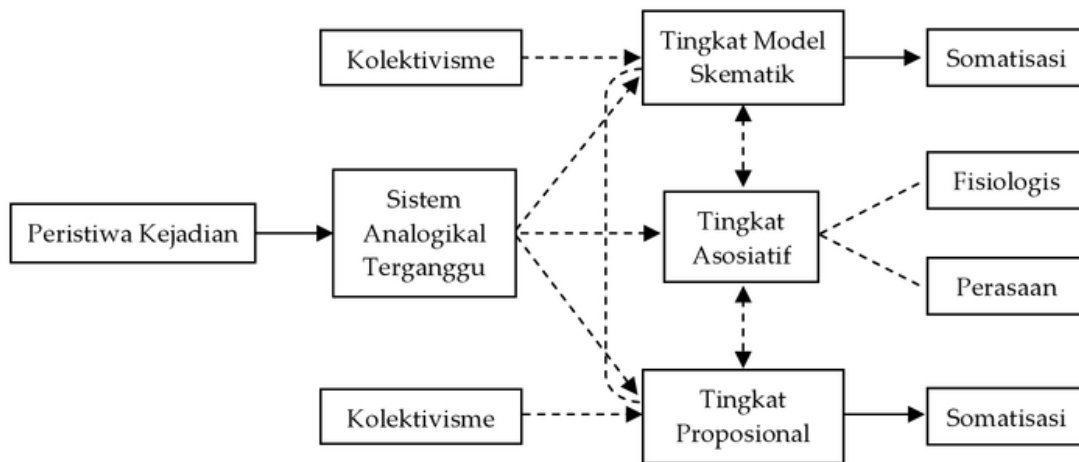 Kolektivisme
Tingkat Model
Skematik
Somatisasi
Peristiwa Kejadian
Sistem
Analogikal
Terganggu
Tingkat
Asosiatif
Fisiologis
Perasaan
Kolektivisme
Tingkat
Proposional
Somatisasi